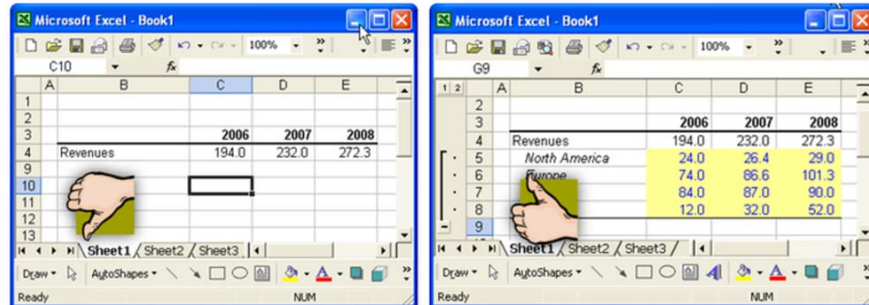 Microsoft Excel - Book1
100%
C10
fx
A B C D E
1
2
3 2006 2007 2008
4 Revenues 194.0 232.0 272.3
9
10
11
12
13
Sheet1 / Sheet2 / Sheet3
Draw AutoShapes A
Ready NUM
Microsoft Excel - Book1
100%
G9
fx
1 2 A B C D E
2
3 2006 2007 2008
4 Revenues 194.0 232.0 272.3
5 North America 24.0 26.4 29.0
6 Europe 74.0 86.6 101.3
7 84.0 87.0 90.0
8 12.0 32.0 52.0
9
Sheet1 / Sheet2 / Sheet3 /
Draw AutoShapes A
Ready NUM